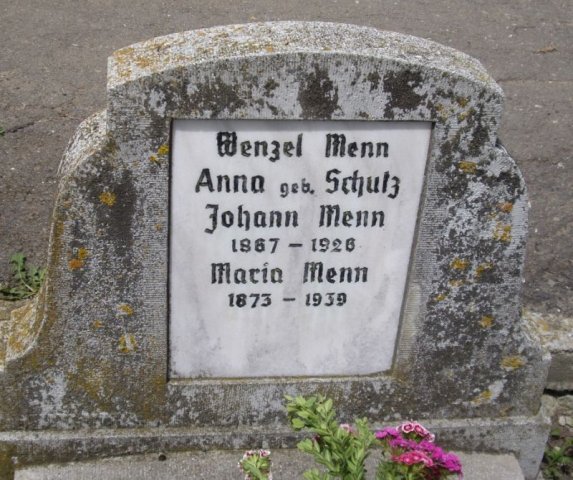 Wenzel Menn
Anna geb. Schutz
Johann Menn
1867 – 1926
Maria Menn
1873 – 1939